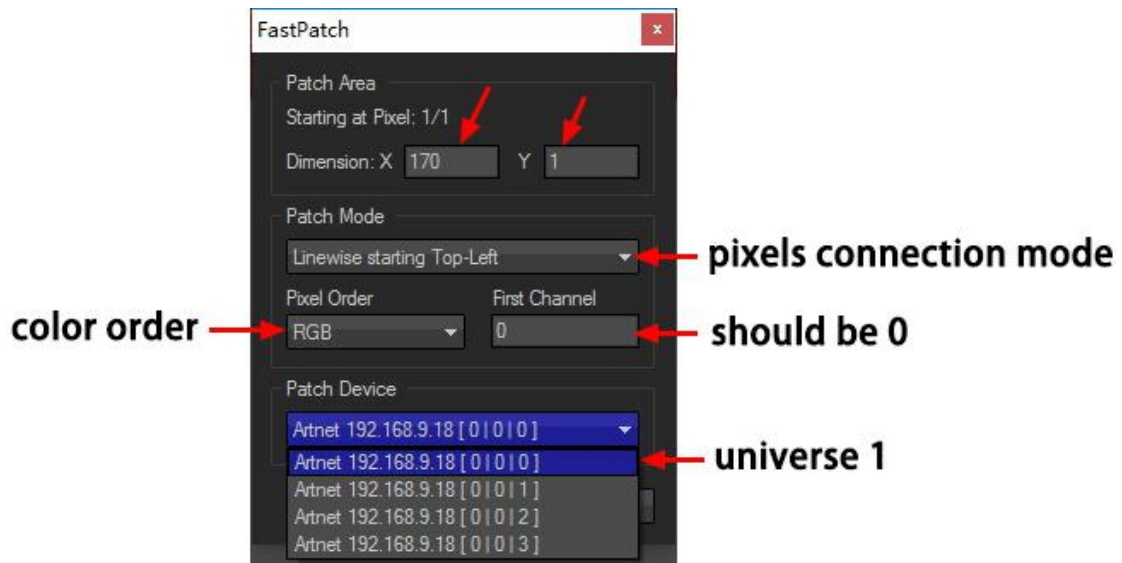 FastPatch
x
Patch Area
Starting at Pixel: 1/1
Dimension: X 170 Y 1
Patch Mode
Linewise starting Top-Left
pixels connection mode
Pixel Order First Channel
color order
RGB 0
should be 0
Patch Device
Artnet 192.168.9.18 [ 0 | 0 | 0 ]
Artnet 192.168.9.18 [ 0 | 0 | 0 ]
universe 1
Artnet 192.168.9.18 [ 0 | 0 | 1 ]
Artnet 192.168.9.18 [ 0 | 0 | 2 ]
Artnet 192.168.9.18 [ 0 | 0 | 3 ]